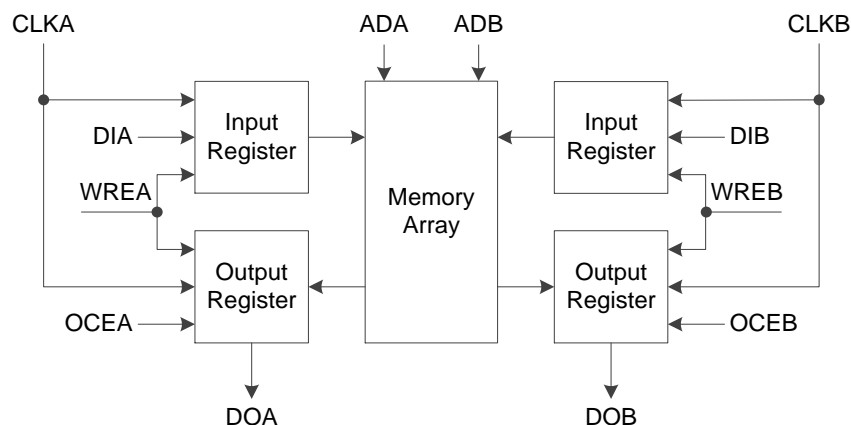 CLKA
ADA ADB
CLKB
Input
Register
Input
Register
DIA
DIB
WREA
Memory
Array
WREB
Output
Register
Output
Register
OCEA
OCEB
DOA
DOB